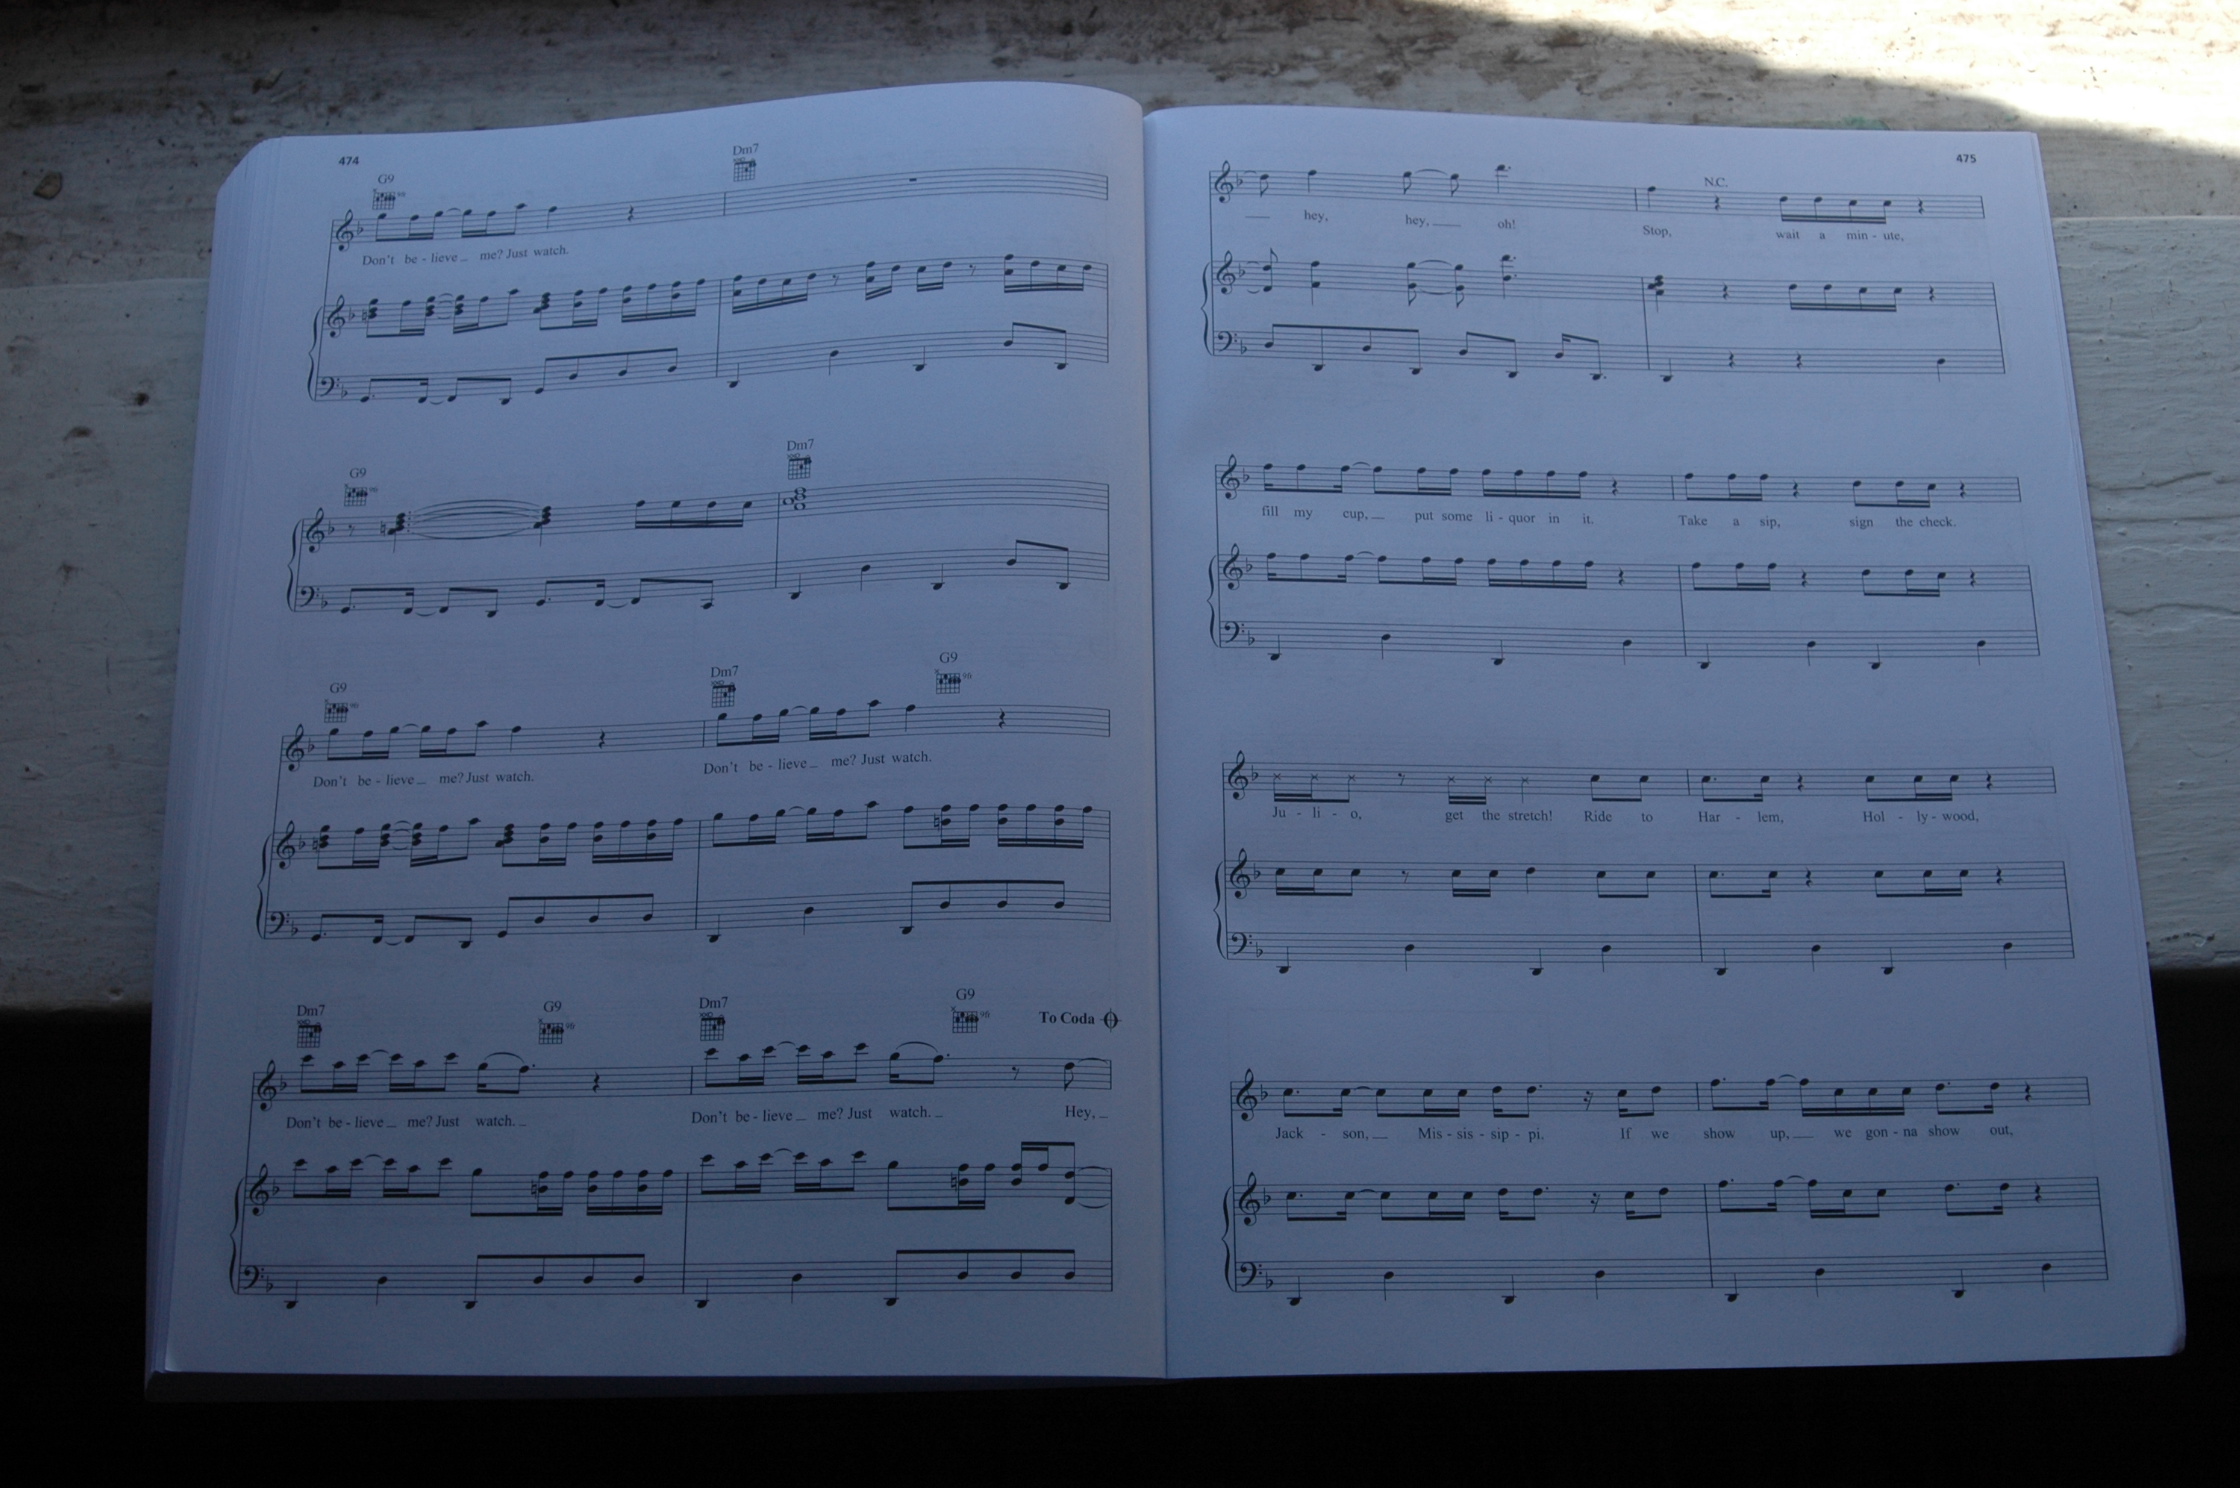 474
G9 Dm7
Don't be - lieve me? Just watch.
G9 Dm7
G9 Dm7 G9
Don't be - lieve me? Just watch. Don't be - lieve me? Just watch.
Dm7 G9 Dm7 G9 To Coda
Don't be - lieve me? Just watch. Don't be - lieve me? Just watch. Hey,
475
N.C.
hey, hey, oh! Stop, wait a min - ute,
fill my cup, put some li - quor in it. Take a sip, sign the check.
Ju - li - o, get the stretch! Ride to Har - lem, Hol - ly - wood,
Jack - son, Mis - sis - sip - pi. If we show up, we gon - na show out,